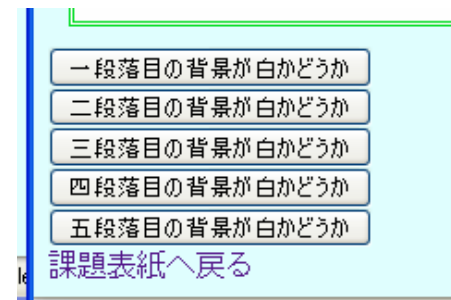 一段落目の背景が白かどうか
二段落目の背景が白かどうか
三段落目の背景が白かどうか
四段落目の背景が白かどうか
五段落目の背景が白かどうか
課題表紙へ戻る